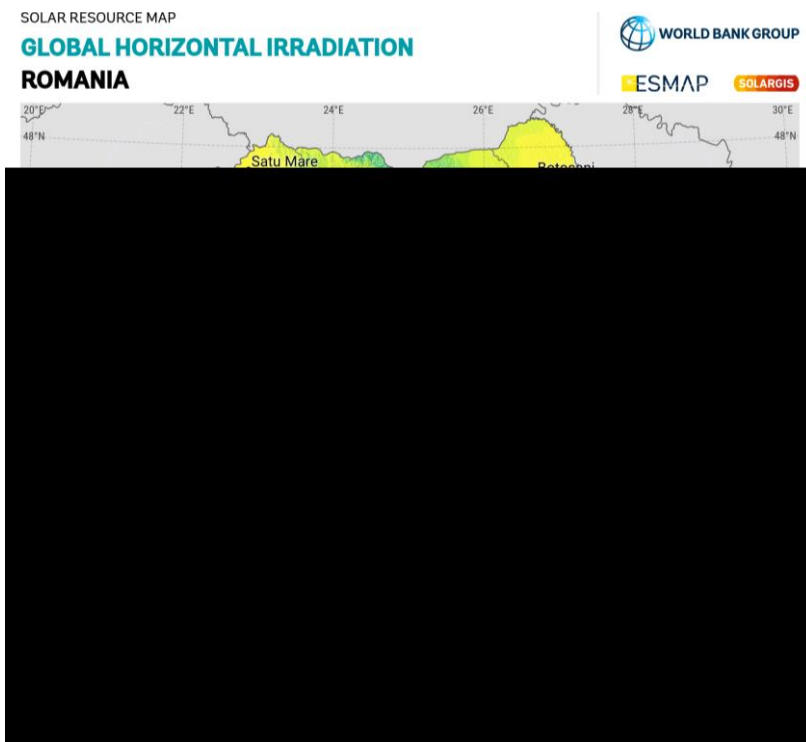 SOLAR RESOURCE MAP
GLOBAL HORIZONTAL IRRADIATION
ROMANIA
WORLD BANK GROUP
ESMAP SOLARGIS
20°E 22°E 24°E 26°E 28°E 30°E
48°N 48°N
Satu Mare